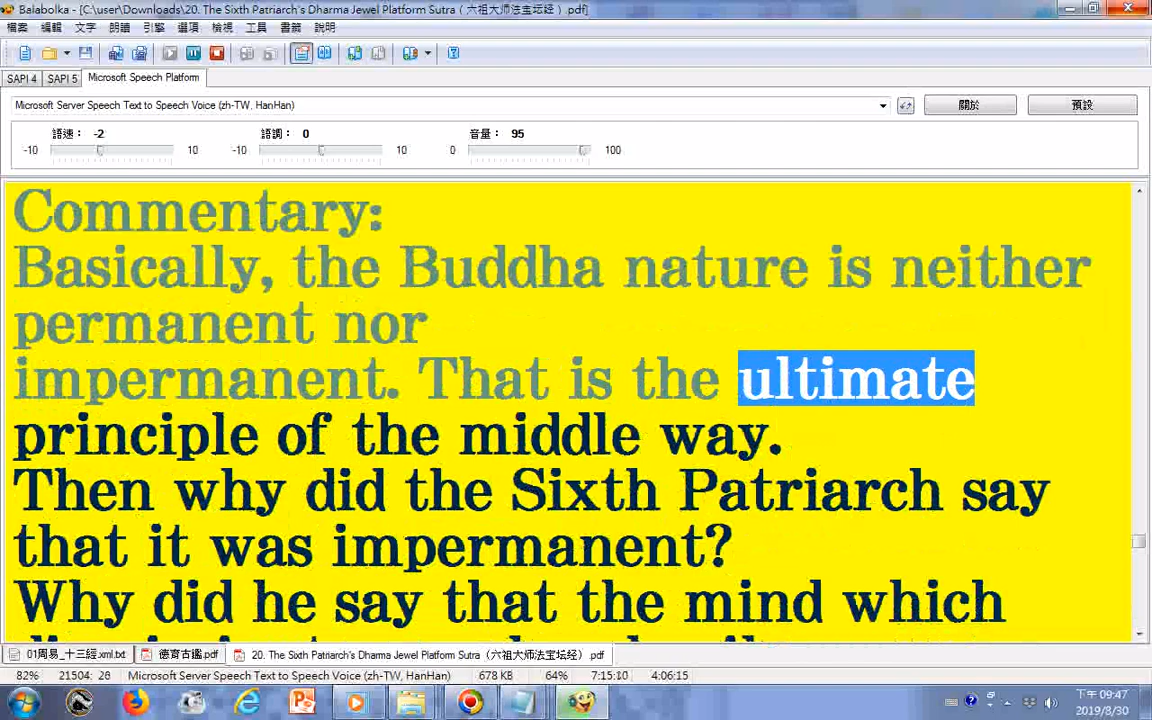 Balabolka - [C:\user\Downloads\20. The Sixth Patriarch's Dharma Jewel Platform Sutra（六祖大师法宝坛经）.pdf]
檔案 編輯 文字 朗讀 引擎 選項 檢視 工具 書籤 說明
SAPI 4 SAPI 5 Microsoft Speech Platform
Microsoft Server Speech Text to Speech Voice (zh-TW, HanHan) 關於 預設
語速： -2 語調： 0 音量： 95
-10 10 -10 10 0 100
Commentary:
Basically, the Buddha nature is neither
permanent nor
impermanent. That is the ultimate
principle of the middle way.
Then why did the Sixth Patriarch say
that it was impermanent?
Why did he say that the mind which
01周易_十三經.xml.txt 德育古鑑.pdf 20. The Sixth Patriarch's Dharma Jewel Platform Sutra（六祖大师法宝坛经）.pdf
82% 21504: 26 Microsoft Server Speech Text to Speech Voice (zh-TW, HanHan) 678 KB 64% 7:15:10 4:06:15
下午 09:47
2019/8/30